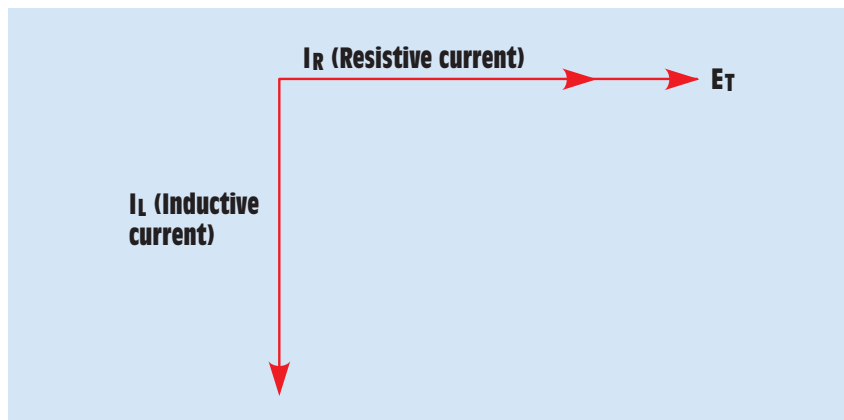 IR (Resistive current)
ET
IL (Inductive
current)